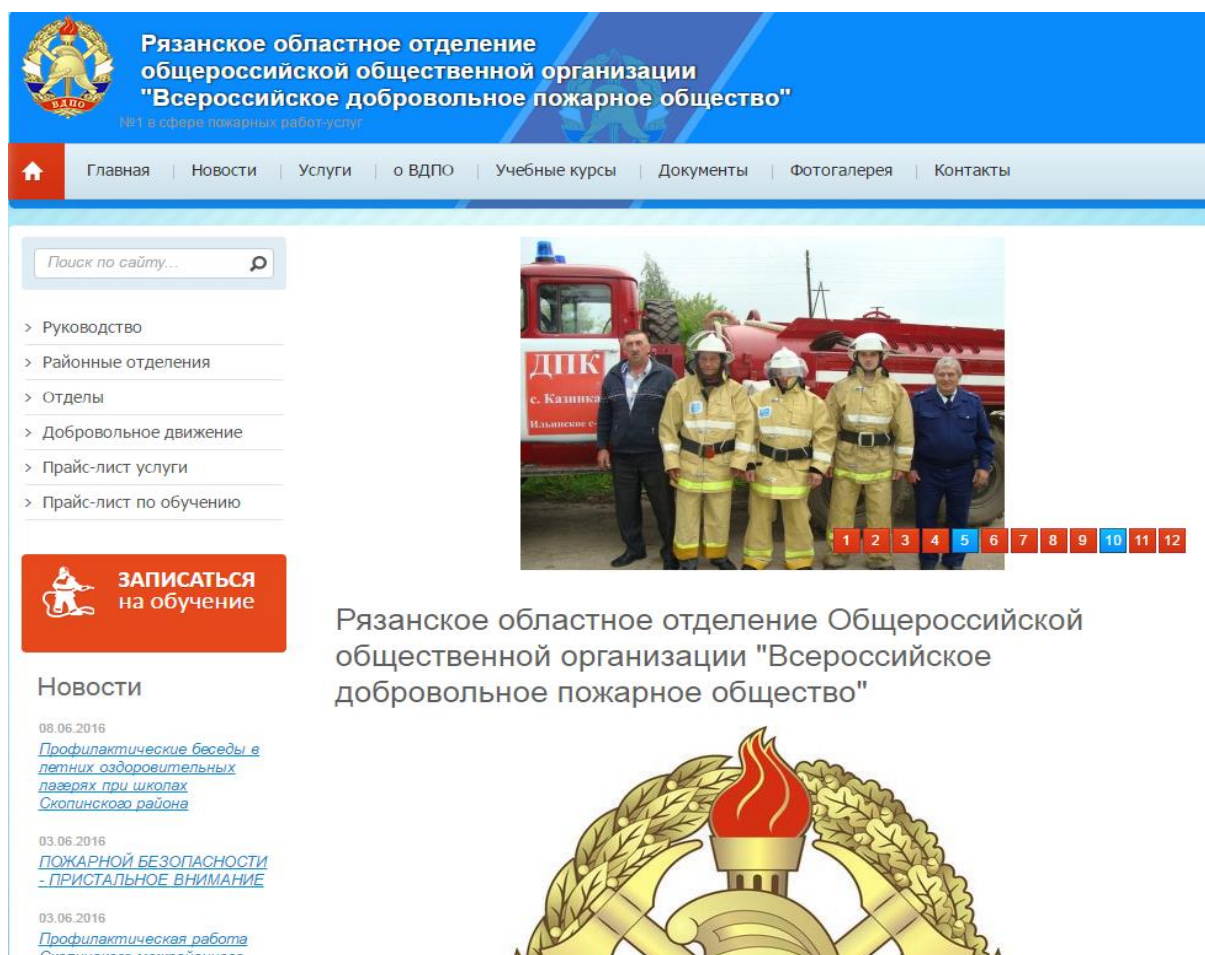 Рязанское областное отделение
общероссийской общественной организации
"Всероссийское добровольное пожарное общество"
ВДПО
№1 в сфере пожарных работ-услуг
Главная | Новости | Услуги | о ВДПО | Учебные курсы | Документы | Фотогалерея | Контакты
Поиск по сайту...
> Руководство
> Районные отделения
> Отделы
> Добровольное движение
> Прайс-лист услуги
> Прайс-лист по обучению
ЗАПИСАТЬСЯ
на обучение
Новости
08.06.2016
Профилактические беседы в
летних оздоровительных
лагерях при школах
Скопинского района
03.06.2016
ПОЖАРНОЙ БЕЗОПАСНОСТИ
- ПРИСТАЛЬНОЕ ВНИМАНИЕ
03.06.2016
Профилактическая работа
ДПК
с. Казинка
Ильинское с-
1 2 3 4 5 6 7 8 9 10 11 12
Рязанское областное отделение Общероссийской
общественной организации "Всероссийское
добровольное пожарное общество"